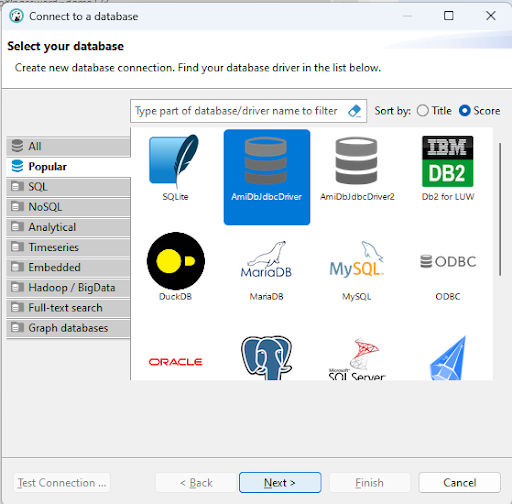 Connect to a database
Select your database
Create new database connection. Find your database driver in the list below.
Type part of database/driver name to filter
Sort by:
Title
Score
All
Popular
SQL
NoSQL
Analytical
Timeseries
Embedded
Hadoop / BigData
Full-text search
Graph databases
SQLite
AmiDbJdbcDriver
AmiDbJdbcDriver2
IBM
DB2
Db2 for LUW
DuckDB
MariaDB
MariaDB
MySQL
MySQL
ODBC
ODBC
ORACLE
Microsoft
SQL Server
Test Connection ...
< Back
Next >
Finish
Cancel